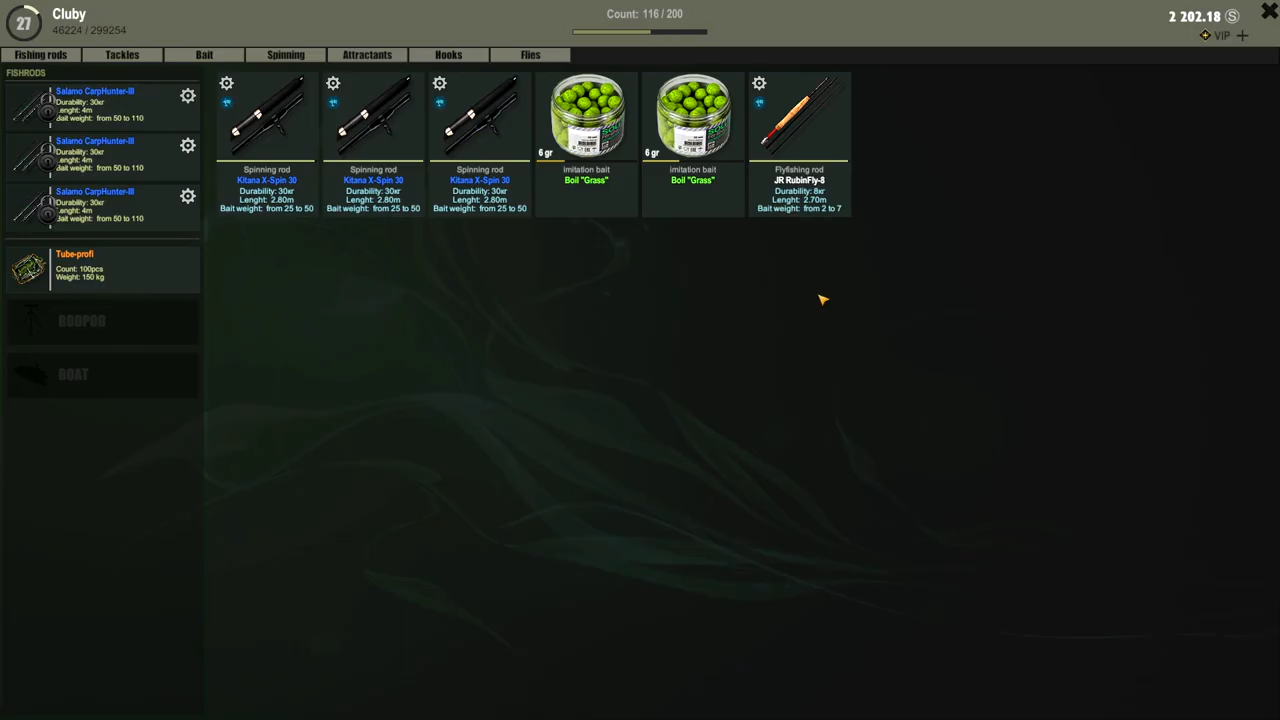 27
Cluby
46224 / 299254
Count: 116 / 200
2 202.18 S
VIP
Fishing rods
Tackles
Bait
Spinning
Attractants
Hooks
Flies
FISHRODS
Salamo CarpHunter-III
Durability: 30кг
Lenght: 4m
Bait weight: from 50 to 110
Salamo CarpHunter-III
Durability: 30кг
Lenght: 4m
Bait weight: from 50 to 110
Salamo CarpHunter-III
Durability: 30кг
Lenght: 4m
Bait weight: from 50 to 110
Tube-profi
Count: 100pcs
Weight: 150 kg
RODPOD
BOAT
Spinning rod
Kitana X-Spin 30
Durability: 30кг
Lenght: 2.80m
Bait weight: from 25 to 50
Spinning rod
Kitana X-Spin 30
Durability: 30кг
Lenght: 2.80m
Bait weight: from 25 to 50
Spinning rod
Kitana X-Spin 30
Durability: 30кг
Lenght: 2.80m
Bait weight: from 25 to 50
6 gr
imitation bait
Boil "Grass"
6 gr
imitation bait
Boil "Grass"
Flyfishing rod
JR RubinFly-8
Durability: 8кг
Lenght: 2.70m
Bait weight: from 2 to 7